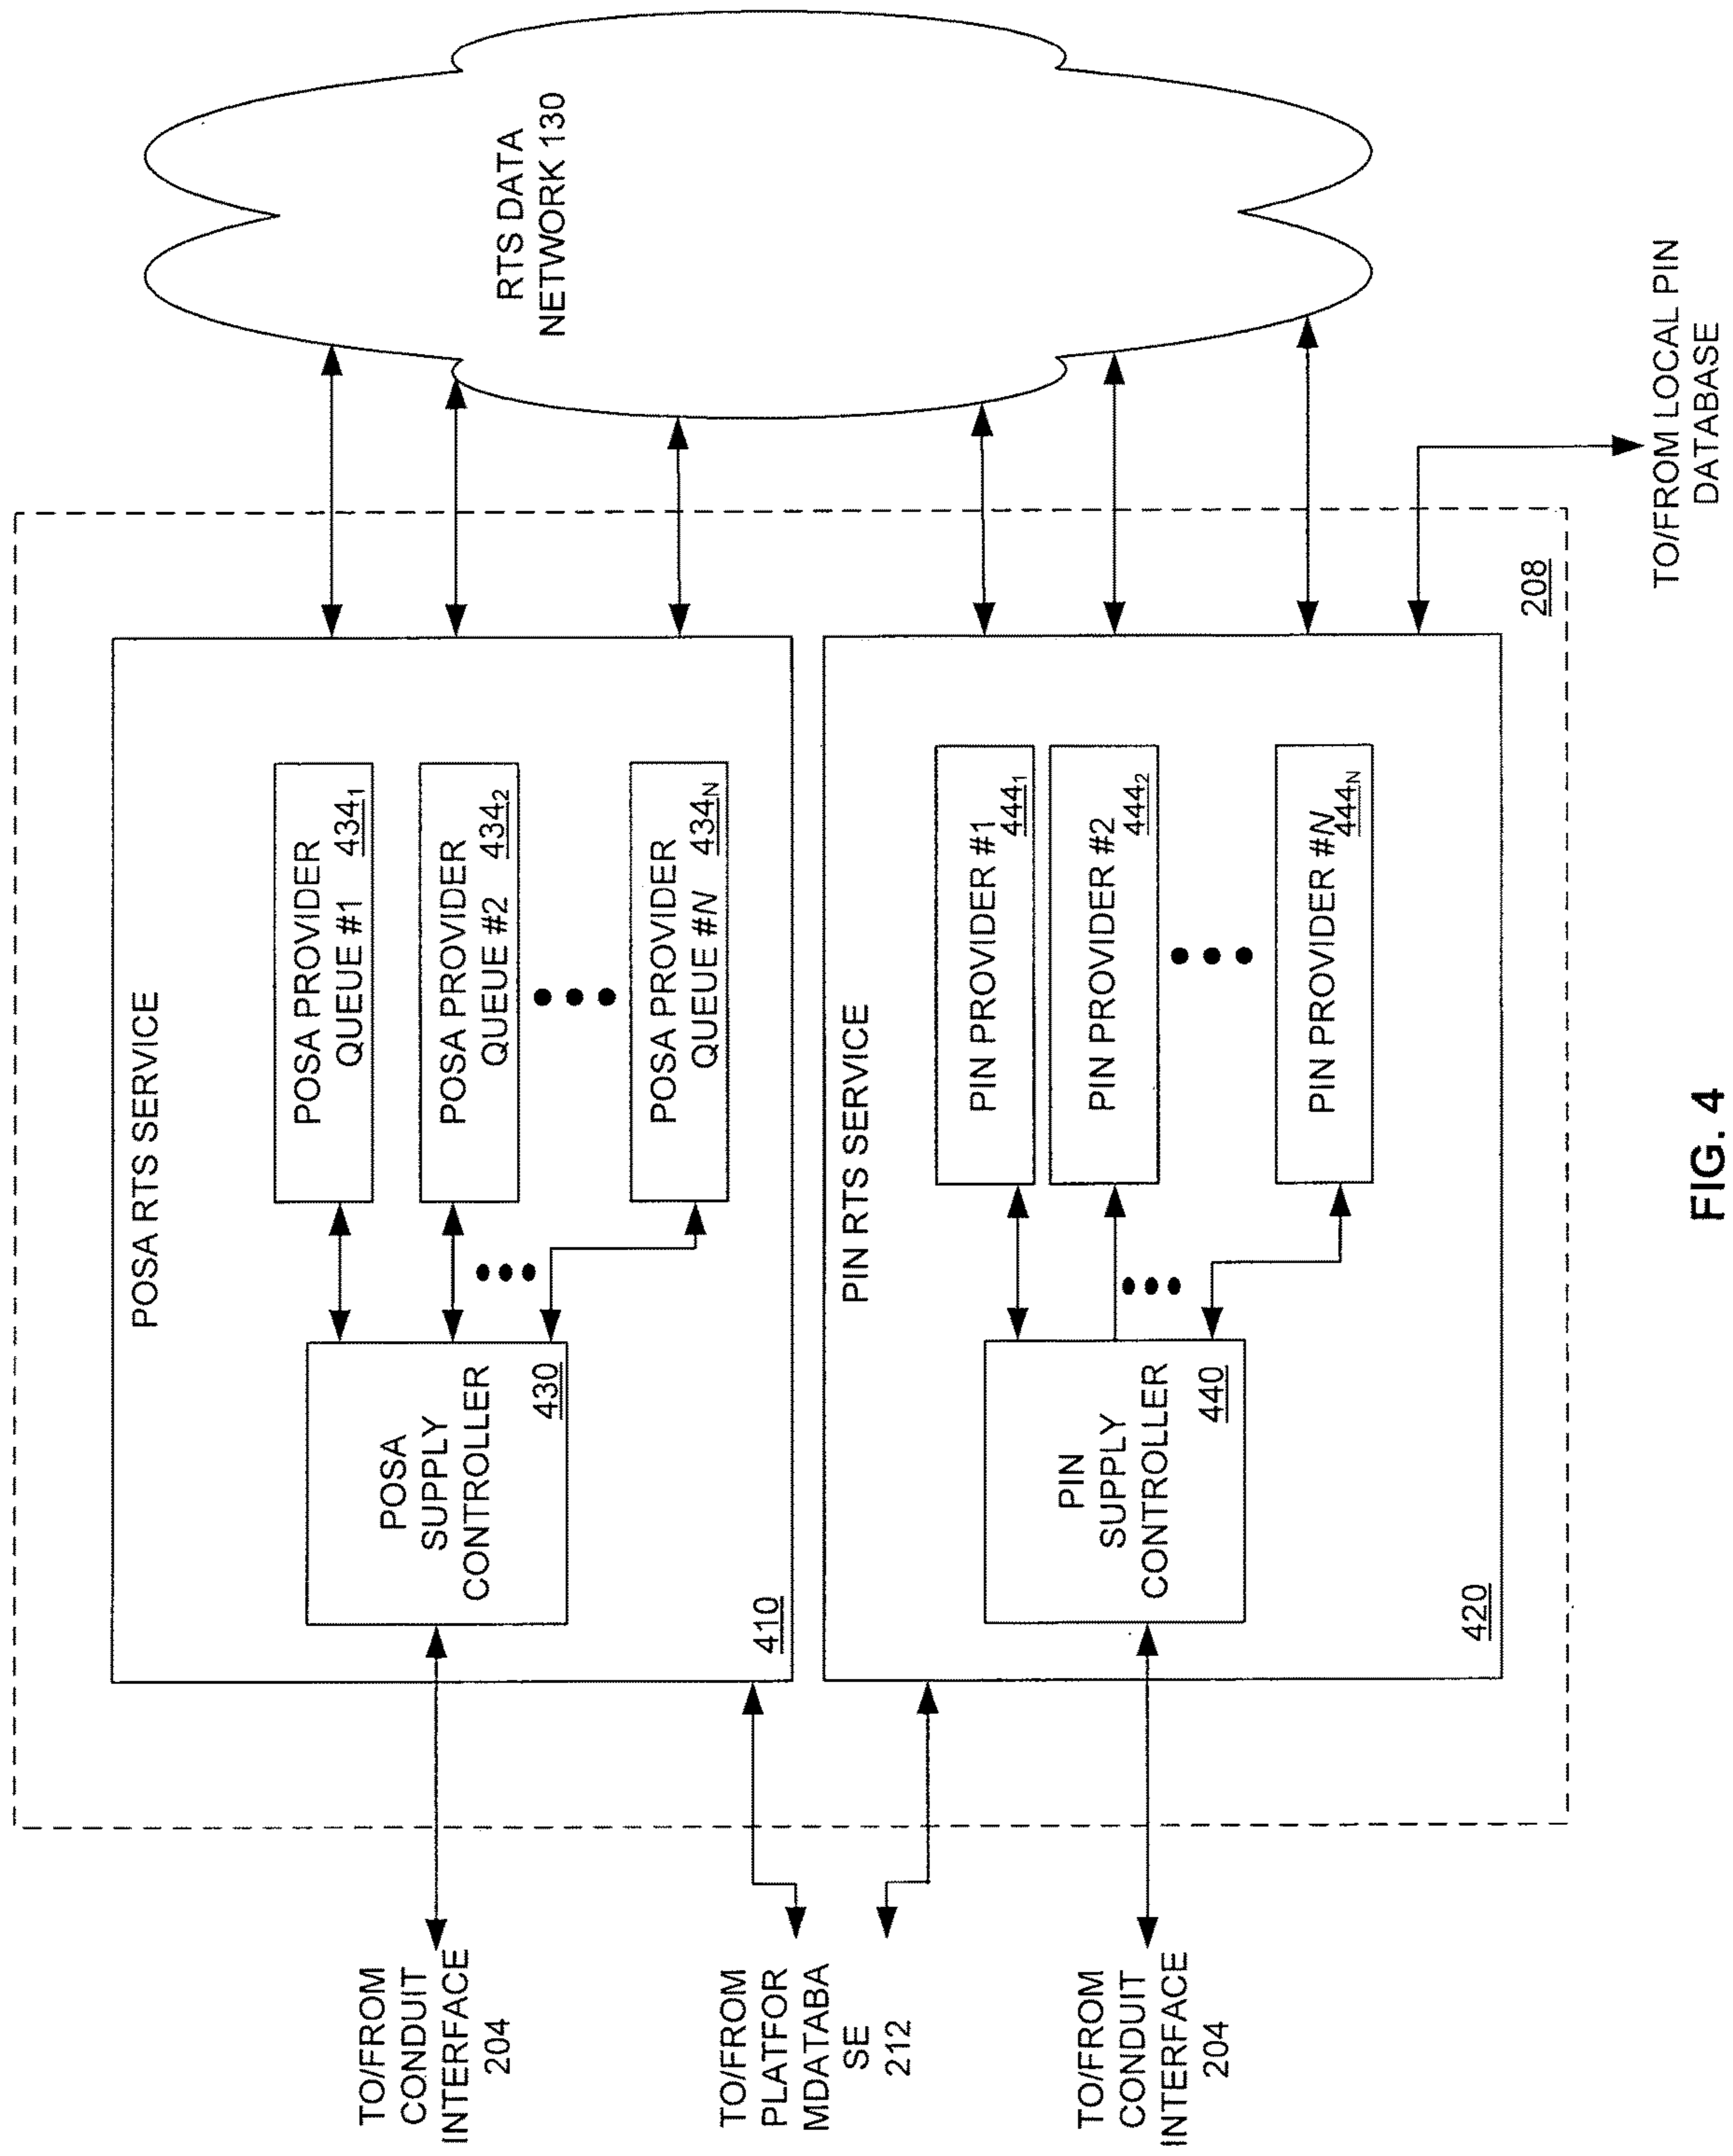 TO/FROM
CONDUIT
INTERFACE
204
TO/FROM
PLATFOR
MDATABA
SE
212
TO/FROM
CONDUIT
INTERFACE
204
POSA RTS SERVICE
POSA
SUPPLY
CONTROLLER
430
POSA PROVIDER
QUEUE #1 434₁
POSA PROVIDER
QUEUE #2 434₂
POSA PROVIDER
QUEUE #N 434N
410
PIN RTS SERVICE
PIN
SUPPLY
CONTROLLER
440
PIN PROVIDER #1
444₁
PIN PROVIDER #2
444₂
PIN PROVIDER #N
444N
420
208
RTS DATA
NETWORK 130
TO/FROM LOCAL PIN
DATABASE
FIG. 4